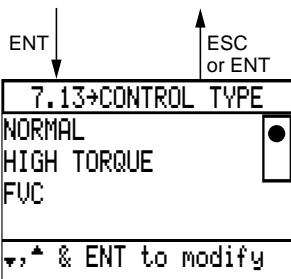 ENT
ESC
or ENT
7.13→CONTROL TYPE
NORMAL
HIGH TORQUE
FVC
▼,▲ & ENT to modify